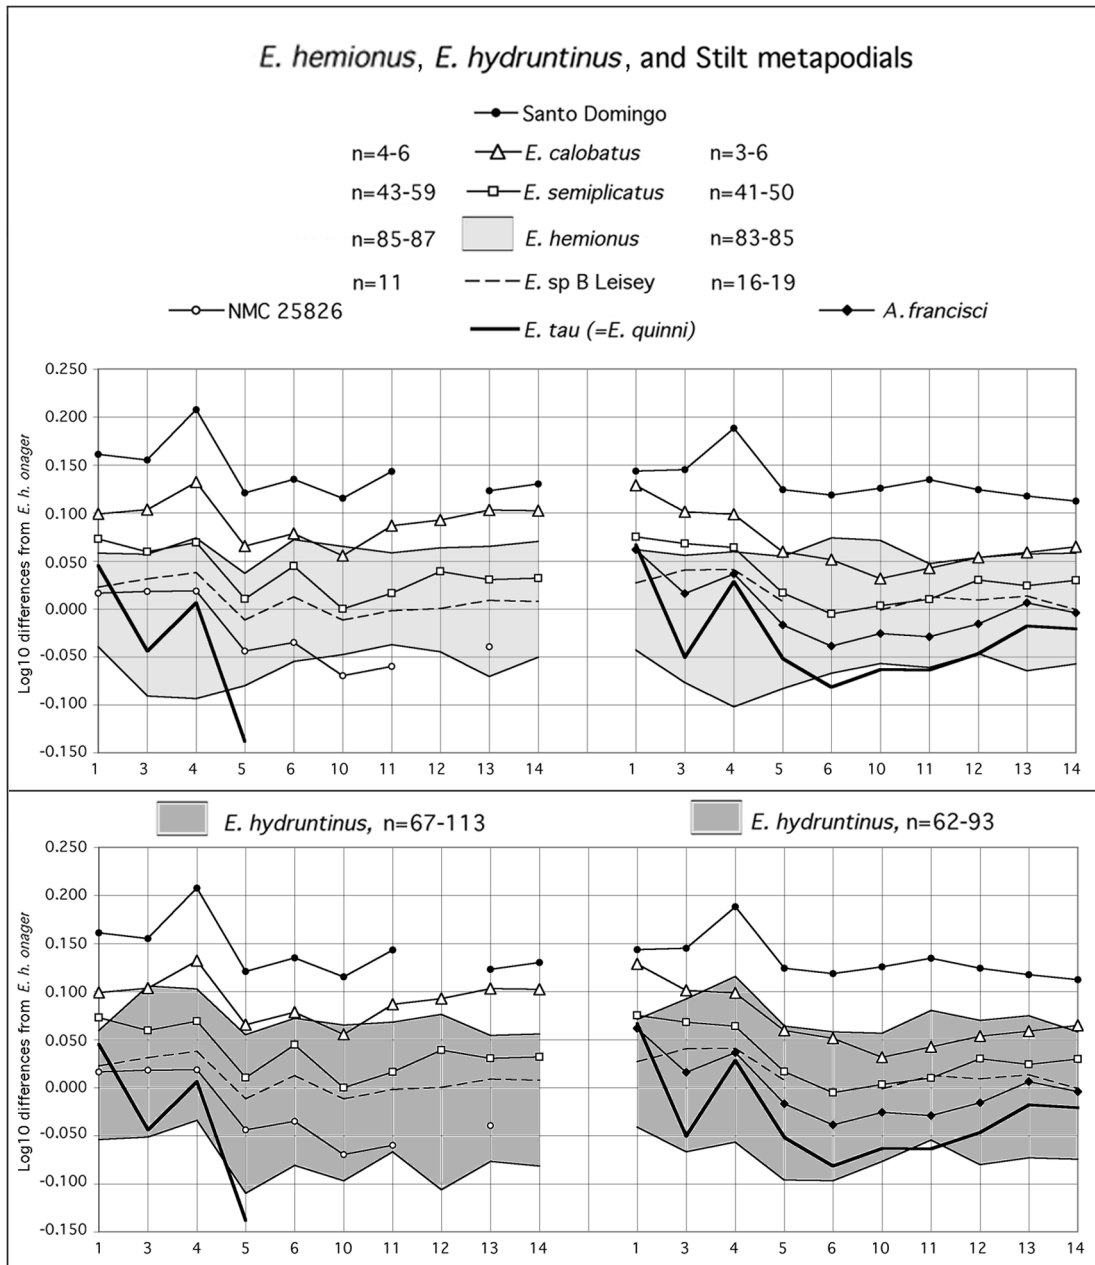 E. hemionus, E. hydruntinus, and Stilt metapodials
Santo Domingo
n=4-6 E. calobatus n=3-6
n=43-59 E. semiplicatus n=41-50
n=85-87 E. hemionus n=83-85
n=11 E. sp B Leisey n=16-19
NMC 25826 A. francisci
E. tau (=E. quinni)
Log10 differences from E. h. onager
0.250
0.200
0.150
0.100
0.050
0.000
-0.050
-0.100
-0.150
1 3 4 5 6 10 11 12 13 14 1 3 4 5 6 10 11 12 13 14
E. hydruntinus, n=67-113 E. hydruntinus, n=62-93
Log10 differences from E. h. onager
0.250
0.200
0.150
0.100
0.050
0.000
-0.050
-0.100
-0.150
1 3 4 5 6 10 11 12 13 14 1 3 4 5 6 10 11 12 13 14